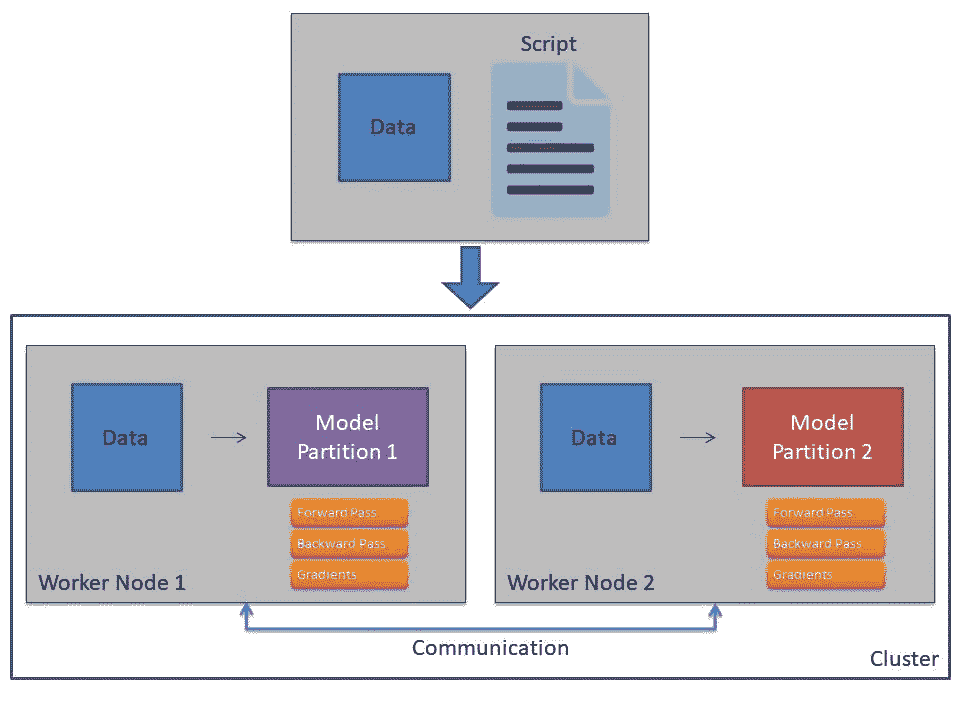 Script
Data
Data
Model
Partition 1
Forward Pass
Backward Pass
Gradients
Worker Node 1
Data
Model
Partition 2
Forward Pass
Backward Pass
Gradients
Worker Node 2
Communication
Cluster